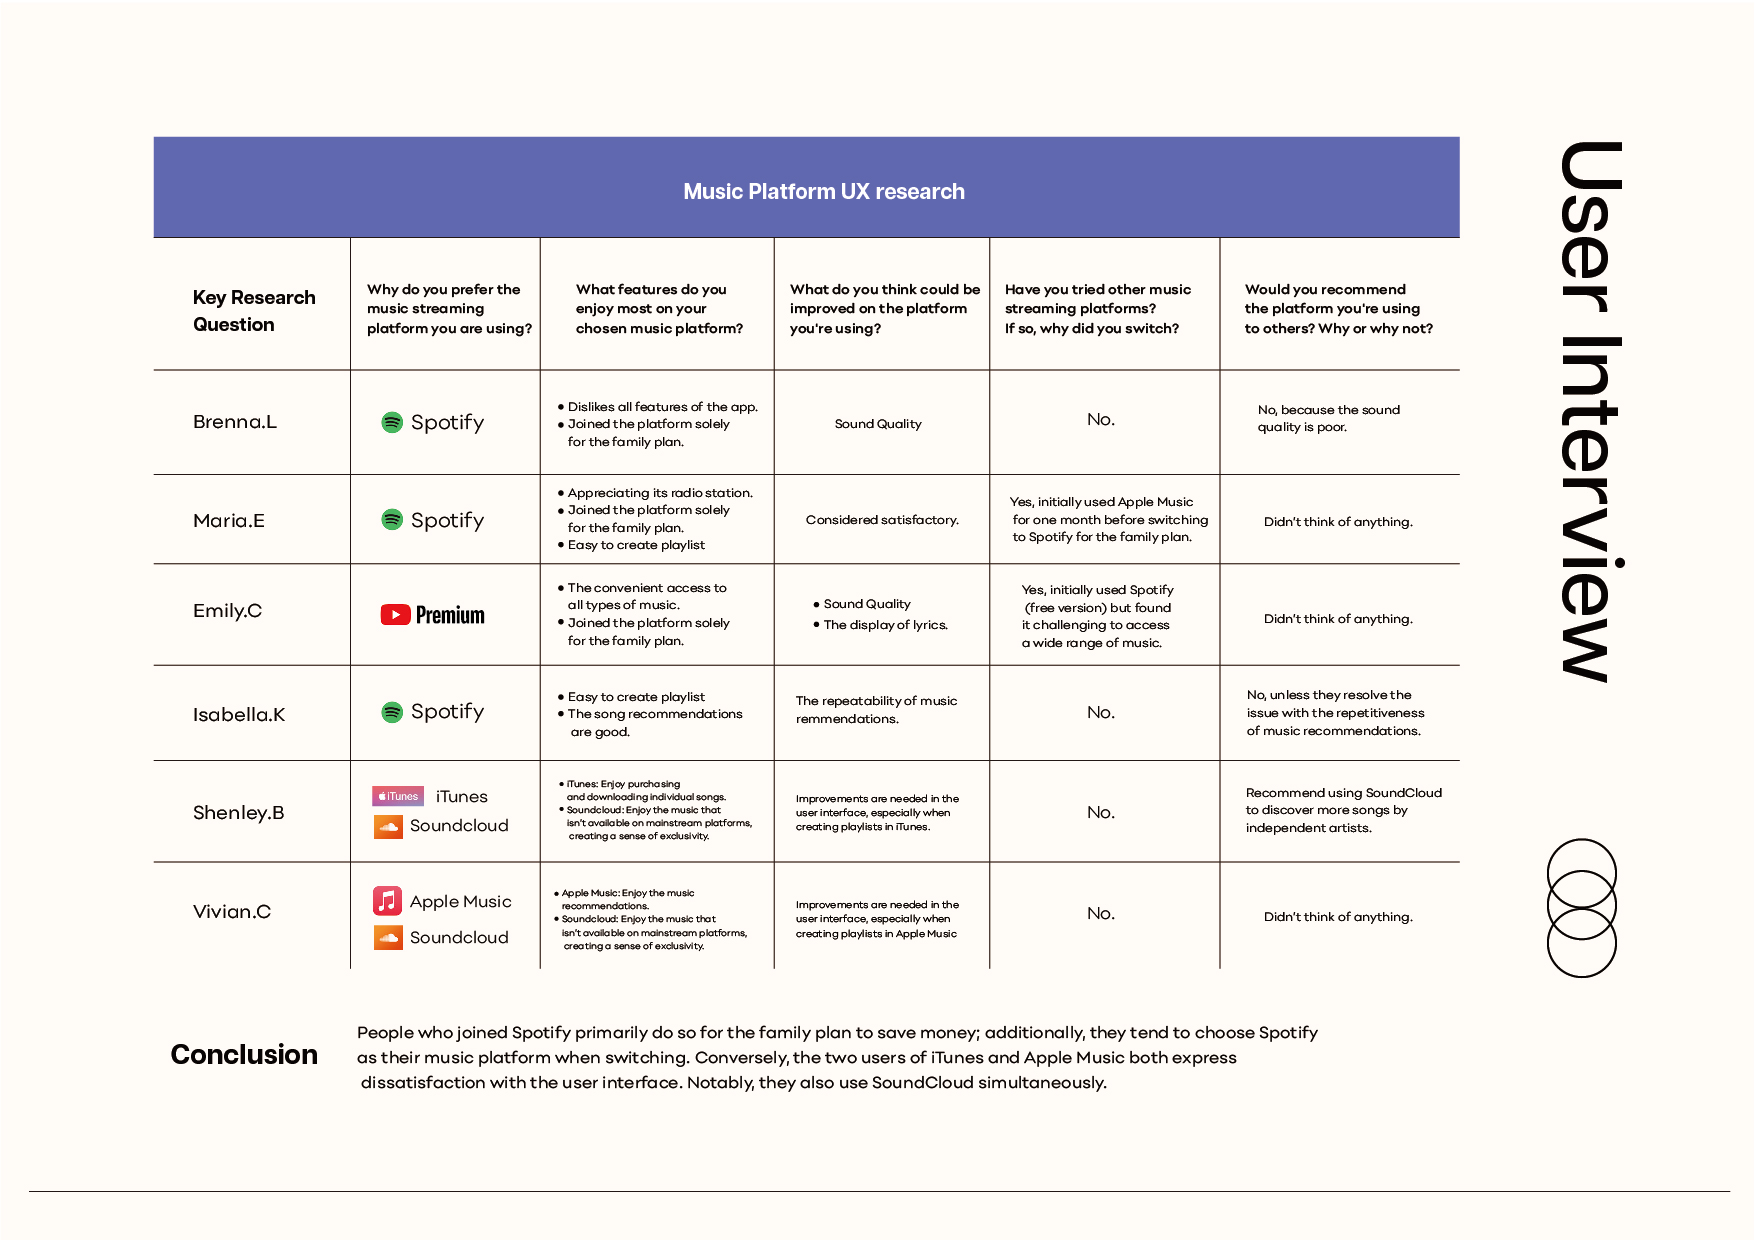 Music Platform UX research
User Interview
Key Research
Question
Why do you prefer the
music streaming
platform you are using?
What features do you
enjoy most on your
chosen music platform?
What do you think could be
improved on the platform
you're using?
Have you tried other music
streaming platforms?
If so, why did you switch?
Would you recommend
the platform you're using
to others? Why or why not?
Brenna.L
Spotify
• Dislikes all features of the app.
• Joined the platform solely
for the family plan.
Sound Quality
No.
No, because the sound
quality is poor.
Maria.E
Spotify
• Appreciating its radio station.
• Joined the platform solely
for the family plan.
• Easy to create playlist
Considered satisfactory.
Yes, initially used Apple Music
for one month before switching
to Spotify for the family plan.
Didn't think of anything.
Emily.C
Premium
• The convenient access to
all types of music.
• Joined the platform solely
for the family plan.
• Sound Quality
• The display of lyrics.
Yes, initially used Spotify
(free version) but found
it challenging to access
a wide range of music.
Didn't think of anything.
Isabella.K
Spotify
• Easy to create playlist
• The song recommendations
are good.
The repeatability of music
remmendations.
No.
No, unless they resolve the
issue with the repetitiveness
of music recommendations.
Shenley.B
iTunes iTunes
Soundcloud
• iTunes: Enjoy purchasing
and downloading individual songs.
• Soundcloud: Enjoy the music that
isn't available on mainstream platforms,
creating a sense of exclusivity.
Improvements are needed in the
user interface, especially when
creating playlists in iTunes.
No.
Recommend using SoundCloud
to discover more songs by
independent artists.
Vivian.C
Apple Music
Soundcloud
• Apple Music: Enjoy the music
recommendations.
• Soundcloud: Enjoy the music that
isn't available on mainstream platforms,
creating a sense of exclusivity.
Improvements are needed in the
user interface, especially when
creating playlists in Apple Music
No.
Didn't think of anything.
Conclusion
People who joined Spotify primarily do so for the family plan to save money; additionally, they tend to choose Spotify
as their music platform when switching. Conversely, the two users of iTunes and Apple Music both express
dissatisfaction with the user interface. Notably, they also use SoundCloud simultaneously.